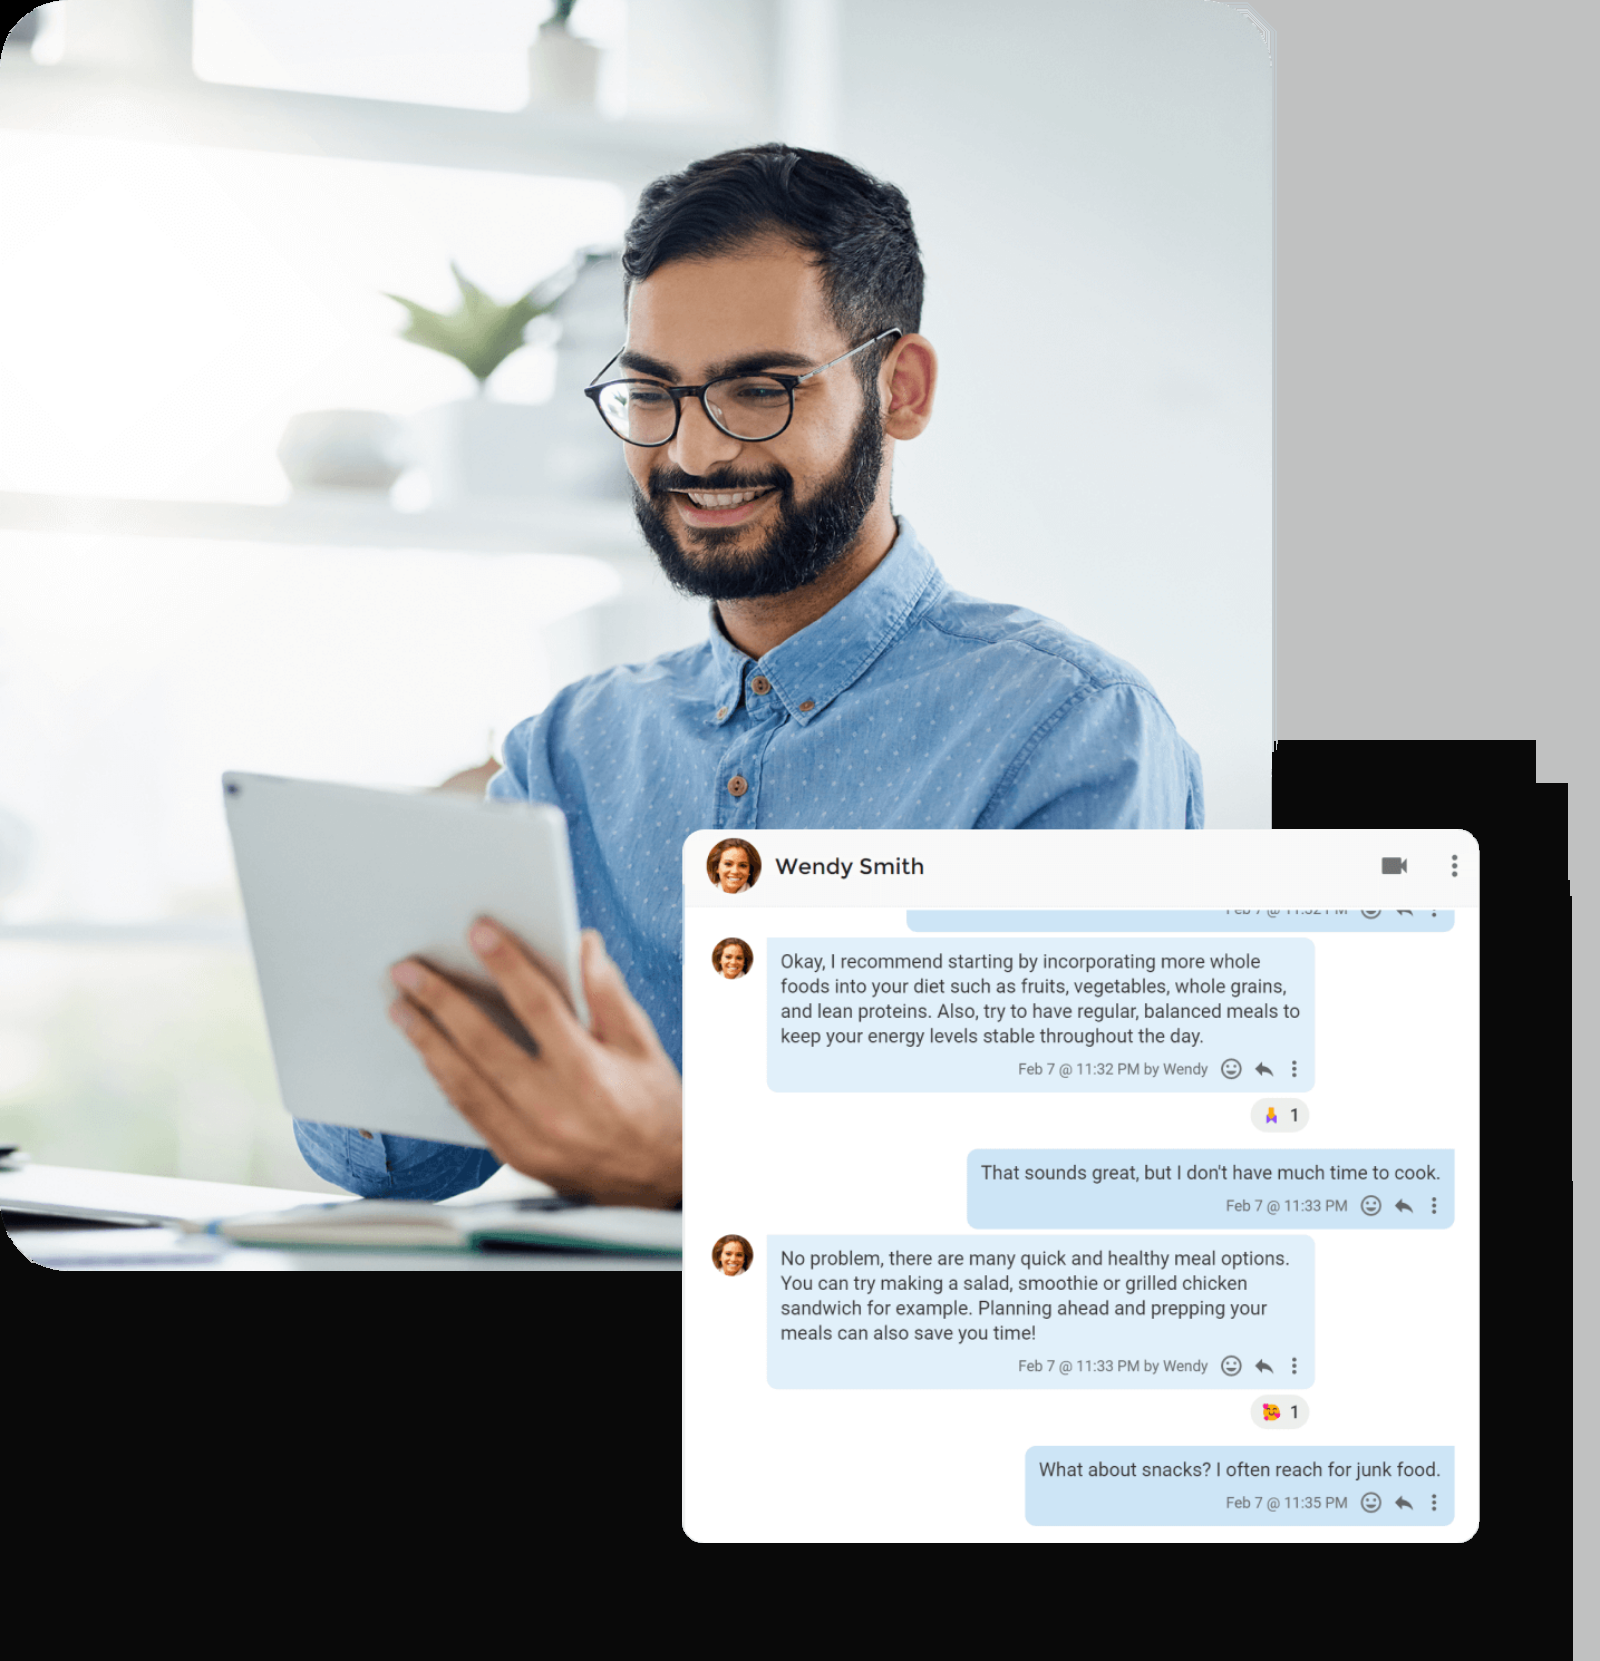 Wendy Smith
Feb 7 @ 11:32 PM
Okay, I recommend starting by incorporating more whole
foods into your diet such as fruits, vegetables, whole grains,
and lean proteins. Also, try to have regular, balanced meals to
keep your energy levels stable throughout the day.
Feb 7 @ 11:32 PM by Wendy
1
That sounds great, but I don't have much time to cook.
Feb 7 @ 11:33 PM
No problem, there are many quick and healthy meal options.
You can try making a salad, smoothie or grilled chicken
sandwich for example. Planning ahead and prepping your
meals can also save you time!
Feb 7 @ 11:33 PM by Wendy
1
What about snacks? I often reach for junk food.
Feb 7 @ 11:35 PM